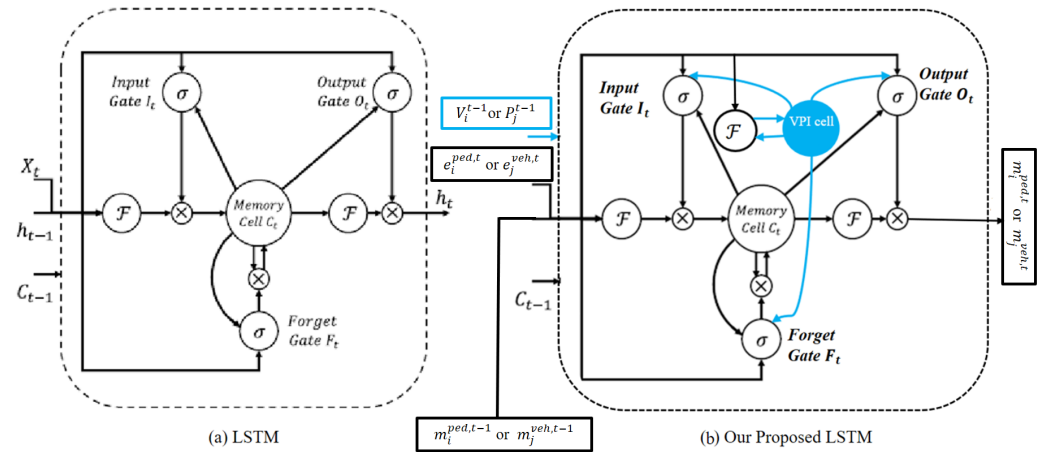 Input
Gate I_t
σ
Output
Gate O_t
σ
X_t
h_{t-1}
C_{t-1}
F
×
Memory
Cell C_t
F
×
h_t
×
σ
Forget
Gate F_t
(a) LSTM
V_i^{t-1} or P_j^{t-1}
e_i^{ped,t} or e_j^{veh,t}
C_{t-1}
m_i^{ped,t-1} or m_j^{veh,t-1}
Input
Gate I_t
σ
F
VPI cell
σ
Output
Gate O_t
F
×
Memory
Cell C_t
F
×
×
σ
Forget
Gate F_t
m_i^{ped,t} or m_j^{veh,t}
(b) Our Proposed LSTM